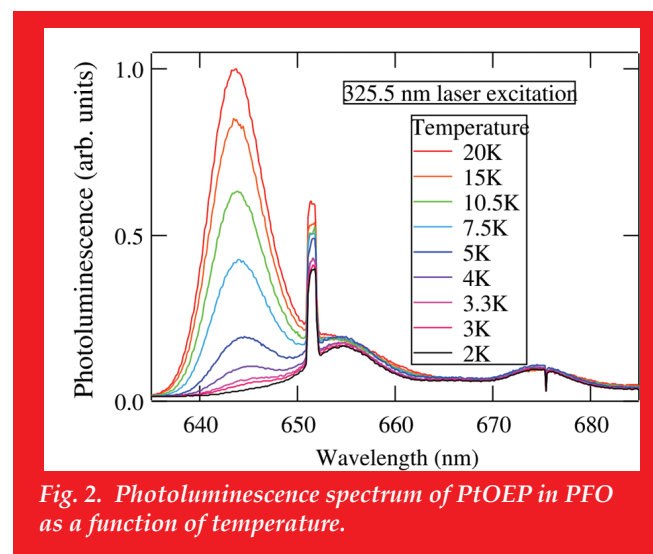 1.0
0.5
0.0
Photoluminescence (arb. units)
325.5 nm laser excitation
Temperature
20K
15K
10.5K
7.5K
5K
4K
3.3K
3K
2K
640 650 660 670 680
Wavelength (nm)
Fig. 2. Photoluminescence spectrum of PtOEP in PFO
as a function of temperature.